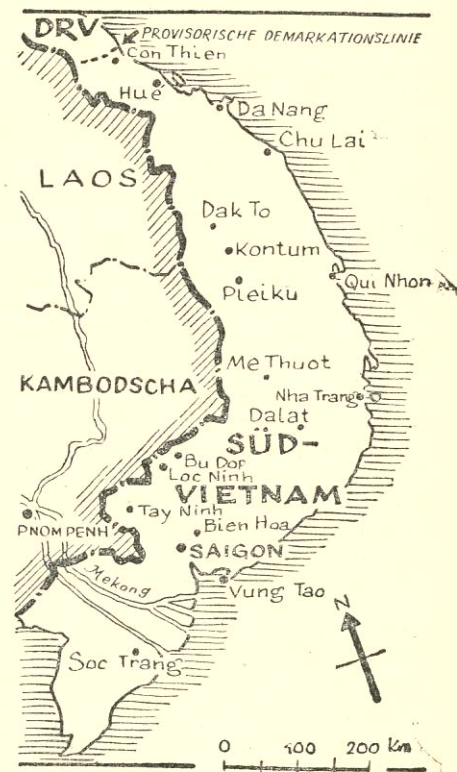 DRV
PROVISORISCHE DEMARKATIONSLINIE
Con Thien
Hué
Da Nang
Chu Lai
LAOS
Dak To
Kontum
Pleiku
Qui Nhon
Me Thuot
KAMBODSCHA
Nha Trang
Dalat
SÜD-
VIETNAM
Bu Dop
Loc Ninh
Tay Ninh
PNOM PENH
Bien Hoa
SAIGON
Mekong
Vung Tao
Soc Trang
N
0 100 200 Km